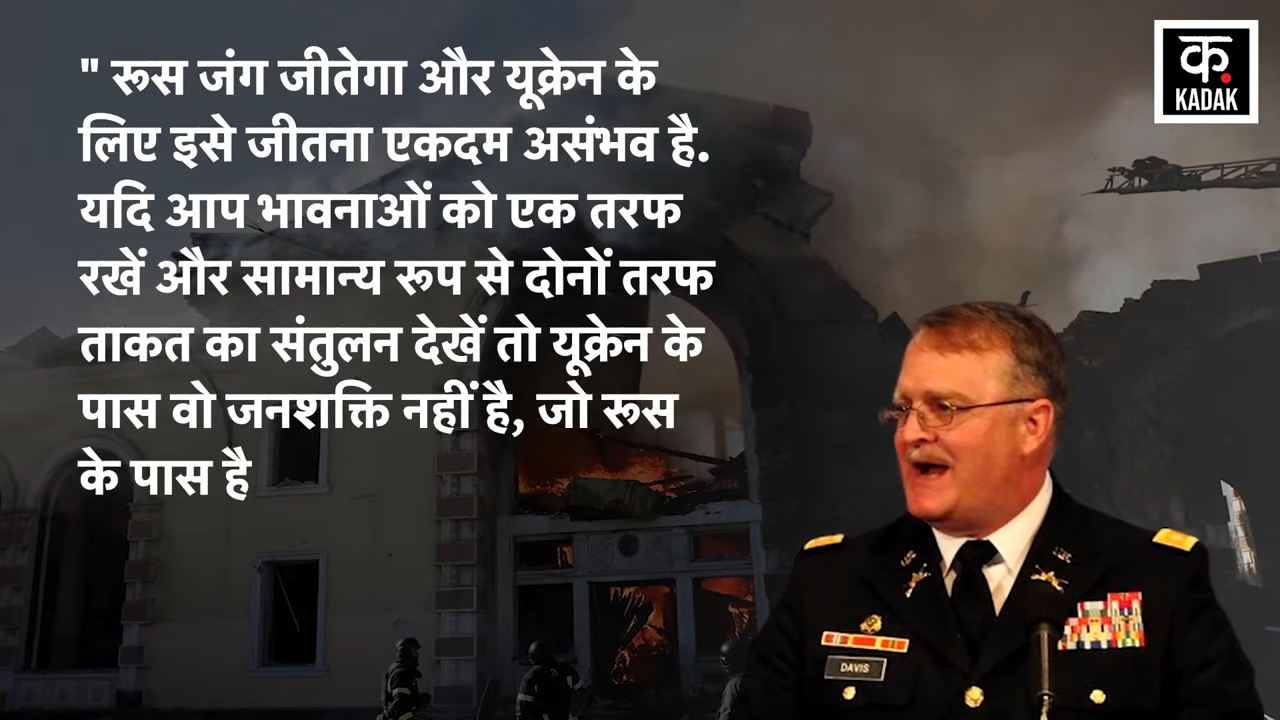 " रूस जंग जीतेगा और यूक्रेन के
लिए इसे जीतना एकदम असंभव है.
यदि आप भावनाओं को एक तरफ
रखें और सामान्य रूप से दोनों तरफ
ताकत का संतुलन देखें तो यूक्रेन के
पास वो जनशक्ति नहीं है, जो रूस
के पास है
क.
KADAK
DAVIS